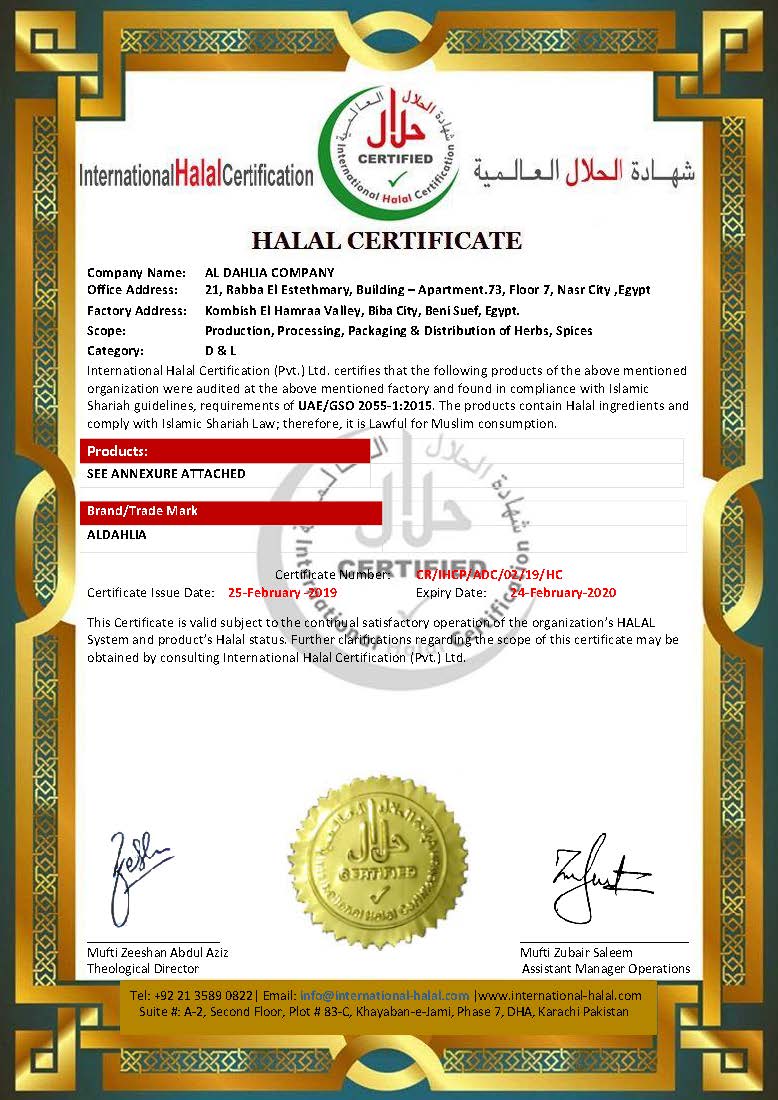 InternationalHalalCertification
العالمية
شهادة الحلال
حلال
CERTIFIED
International Halal Certification
شهـادة الحلال العـالـمـية
HALAL CERTIFICATE
Company Name: AL DAHLIA COMPANY
Office Address: 21, Rabba El Estethmary, Building – Apartment.73, Floor 7, Nasr City ,Egypt
Factory Address: Kombish El Hamraa Valley, Biba City, Beni Suef, Egypt.
Scope: Production, Processing, Packaging & Distribution of Herbs, Spices
Category: D & L
International Halal Certification (Pvt.) Ltd. certifies that the following products of the above mentioned
organization were audited at the above mentioned factory and found in compliance with Islamic
Shariah guidelines, requirements of UAE/GSO 2055-1:2015. The products contain Halal ingredients and
comply with Islamic Shariah Law; therefore, it is Lawful for Muslim consumption.
Products:
SEE ANNEXURE ATTACHED
Brand/Trade Mark
ALDAHLIA
العالمية
شهادة الحلال
حلال
CERTIFIED
International Halal Certification
Certificate Number: CR/IHCP/ADC/02/19/HC
Certificate Issue Date: 25-February -2019 Expiry Date: 24-February-2020
This Certificate is valid subject to the continual satisfactory operation of the organization's HALAL
System and product's Halal status. Further clarifications regarding the scope of this certificate may be
obtained by consulting International Halal Certification (Pvt.) Ltd.
حلال
CERTIFIED
International Halal Certification
Mufti Zeeshan Abdul Aziz
Theological Director
Mufti Zubair Saleem
Assistant Manager Operations
Tel: +92 21 3589 0822| Email: info@international-halal.com |www.international-halal.com
Suite #: A-2, Second Floor, Plot # 83-C, Khayaban-e-Jami, Phase 7, DHA, Karachi Pakistan